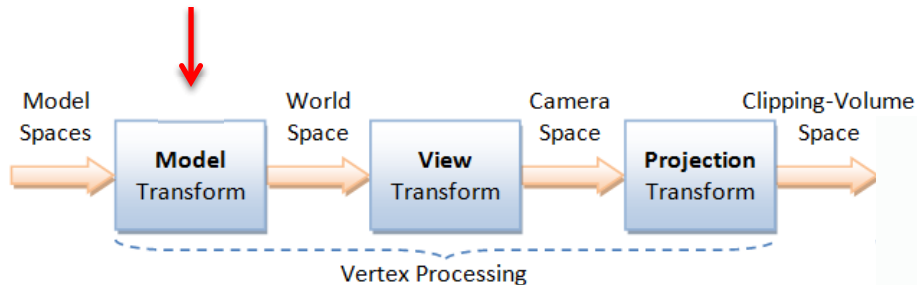 Model
Spaces
Model
Transform
World
Space
View
Transform
Camera
Space
Projection
Transform
Clipping-Volume
Space
Vertex Processing